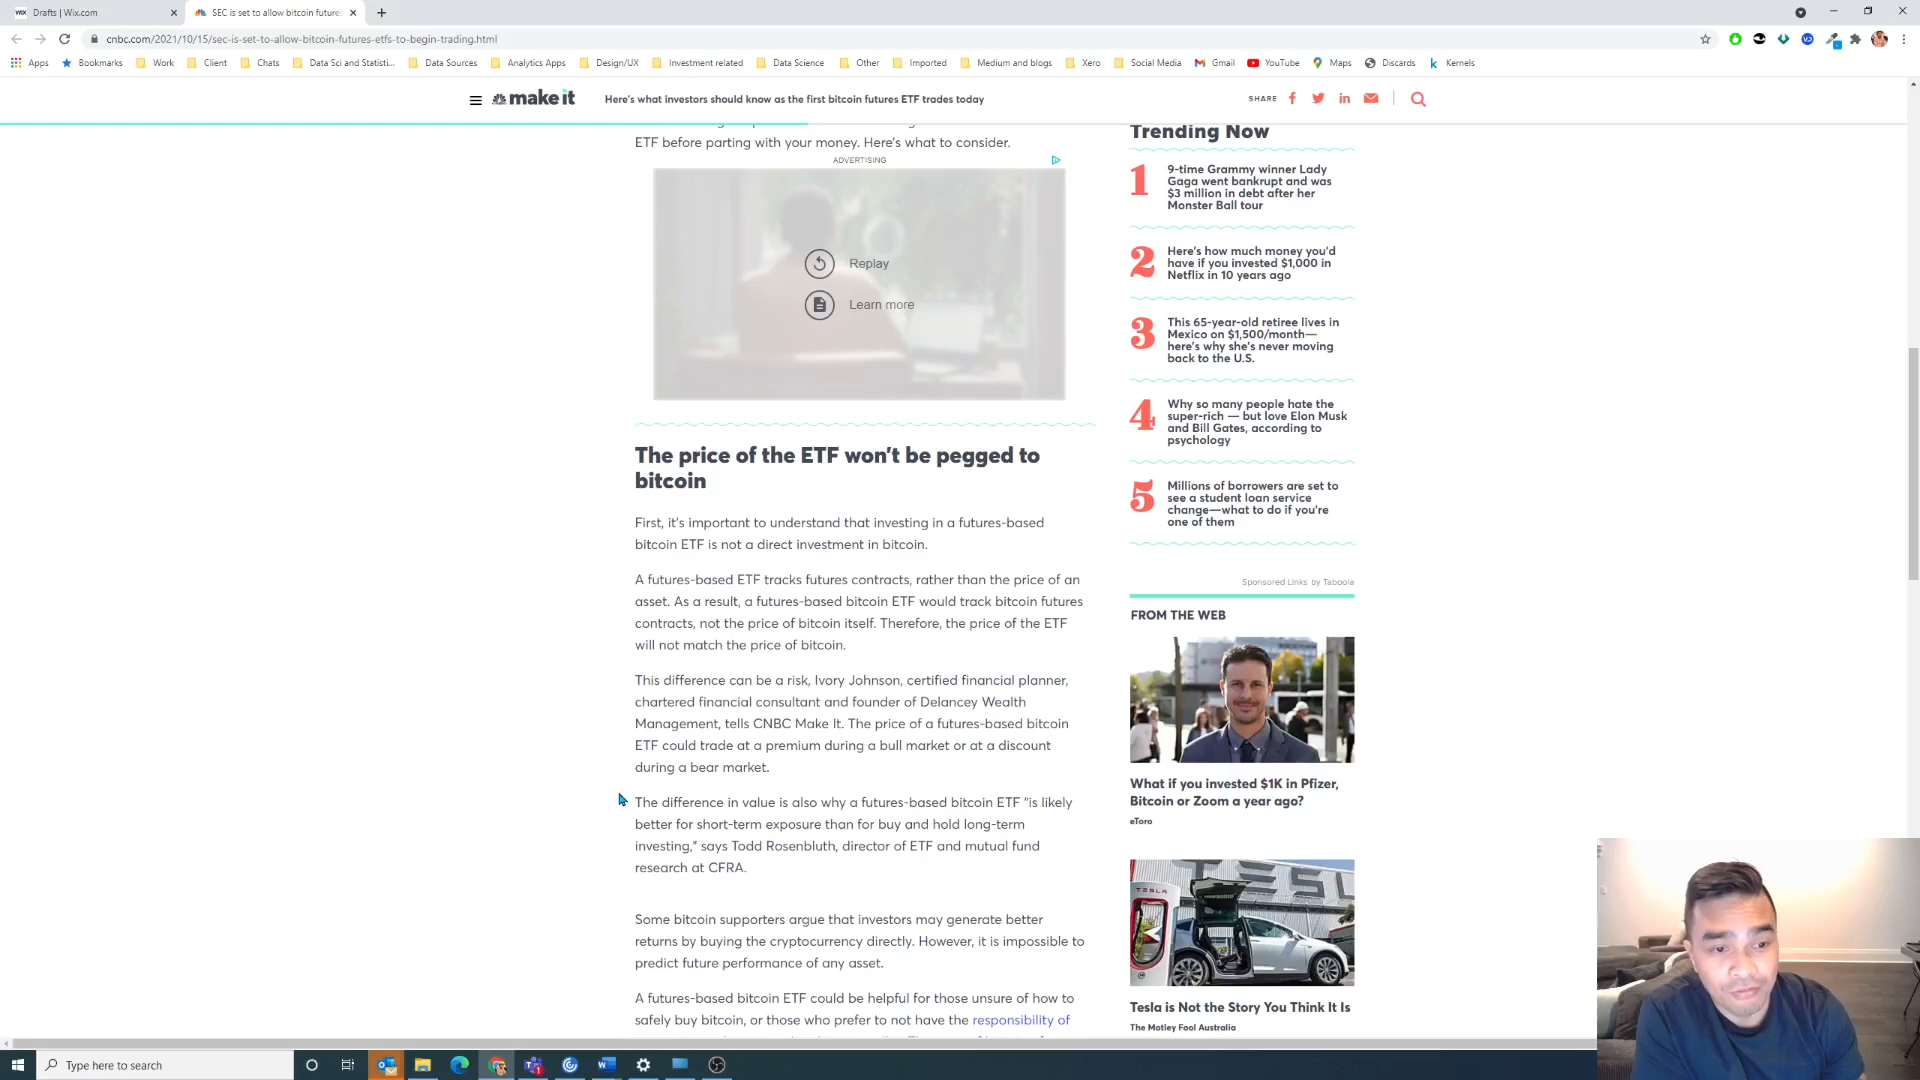 Drafts | Wix.com
SEC is set to allow bitcoin future
cnbc.com/2021/10/15/sec-is-set-to-allow-bitcoin-futures-etfs-to-begin-trading.html
Apps
Bookmarks
Work
Client
Chats
Data Sci and Statisti...
Data Sources
Design/UX
Analytics Apps
Investment related
Data Science
Other
Imported
Medium and blogs
Xero
Social Media
Gmail
YouTube
Maps
Discards
Kernels
make it
Here's what investors should know as the first bitcoin futures ETF trades today
SHARE
ETF before parting with your money. Here's what to consider.
ADVERTISING
Replay
Learn more
The price of the ETF won't be pegged to
bitcoin
First, it's important to understand that investing in a futures-based
bitcoin ETF is not a direct investment in bitcoin.
A futures-based ETF tracks futures contracts, rather than the price of an
asset. As a result, a futures-based bitcoin ETF would track bitcoin futures
contracts, not the price of bitcoin itself. Therefore, the price of the ETF
will not match the price of bitcoin.
This difference can be a risk, Ivory Johnson, certified financial planner,
chartered financial consultant and founder of Delancey Wealth
Management, tells CNBC Make It. The price of a futures-based bitcoin
ETF could trade at a premium during a bull market or at a discount
during a bear market.
The difference in value is also why a futures-based bitcoin ETF "is likely
better for short-term exposure than for buy and hold long-term
investing," says Todd Rosenbluth, director of ETF and mutual fund
research at CFRA.
Some bitcoin supporters argue that investors may generate better
returns by buying the cryptocurrency directly. However, it is impossible to
predict future performance of any asset.
A futures-based bitcoin ETF could be helpful for those unsure of how to
safely buy bitcoin, or those who prefer to not have the responsibility of
Trending Now
1
9-time Grammy winner Lady
Gaga went bankrupt and was
$3 million in debt after her
Monster Ball tour
2
Here's how much money you'd
have if you invested $1,000 in
Netflix in 10 years ago
3
This 65-year-old retiree lives in
Mexico on $1,500/month—
here's why she's never moving
back to the U.S.
4
Why so many people hate the
super-rich — but love Elon Musk
and Bill Gates, according to
psychology
5
Millions of borrowers are set to
see a student loan service
change—what to do if you're
one of them
Sponsored Links by Taboola
FROM THE WEB
What if you invested $1K in Pfizer,
Bitcoin or Zoom a year ago?
eToro
TESLA
TESLA
Tesla is Not the Story You Think It Is
The Motley Fool Australia
Type here to search